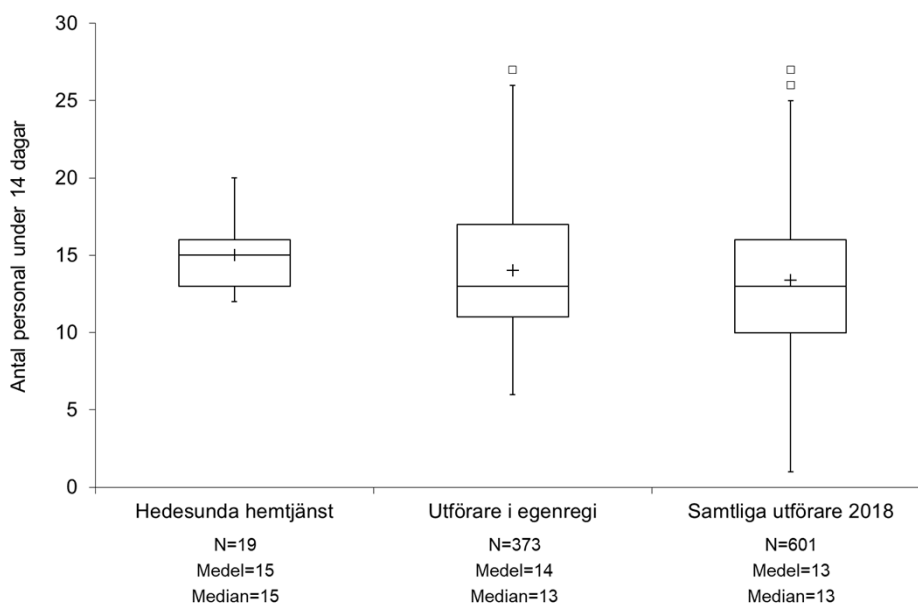 Antal personal under 14 dagar
30
25
20
15
10
5
0
Hedesunda hemtjänst
N=19
Medel=15
Median=15
Utförare i egenregi
N=373
Medel=14
Median=13
Samtliga utförare 2018
N=601
Medel=13
Median=13